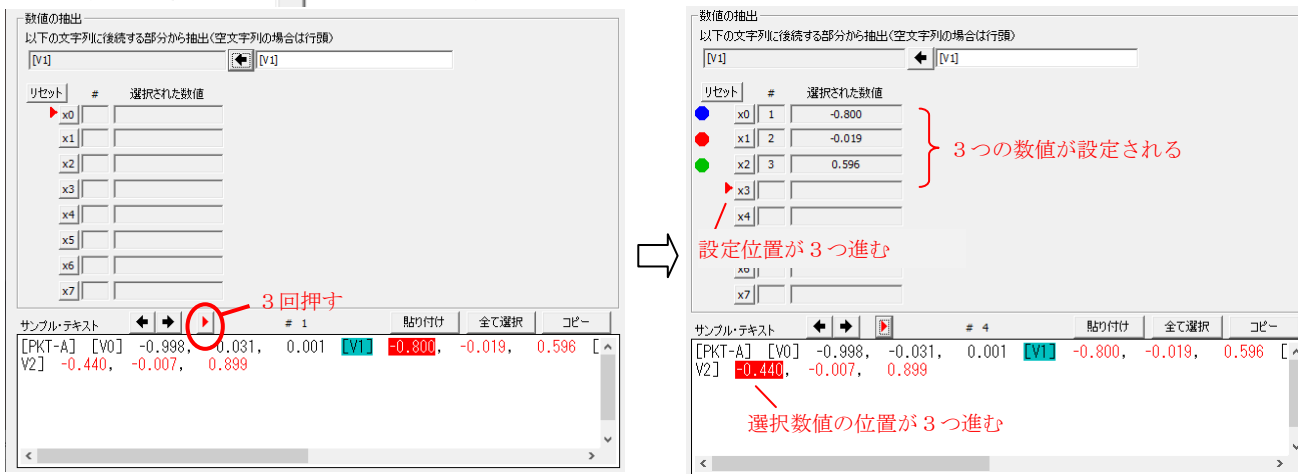 数値の抽出
以下の文字列に後続する部分から抽出(空文字列の場合は行頭)
[V1]
[V1]
リセット # 選択された数値
x0
x1
x2
x3
x4
x5
x6
x7
3回押す
サンプル・テキスト # 1 貼り付け 全て選択 コピー
[PKT-A] [V0] -0.998, -0.031, 0.001 [V1] -0.800, -0.019, 0.596 [
V2] -0.440, -0.007, 0.899
数値の抽出
以下の文字列に後続する部分から抽出(空文字列の場合は行頭)
[V1]
[V1]
リセット # 選択された数値
x0 1 -0.800
x1 2 -0.019
x2 3 0.596
3つの数値が設定される
x3
x4
設定位置が3つ進む
x6
x7
サンプル・テキスト # 4 貼り付け 全て選択 コピー
[PKT-A] [V0] -0.998, -0.031, 0.001 [V1] -0.800, -0.019, 0.596 [
V2] -0.440, -0.007, 0.899
選択数値の位置が3つ進む